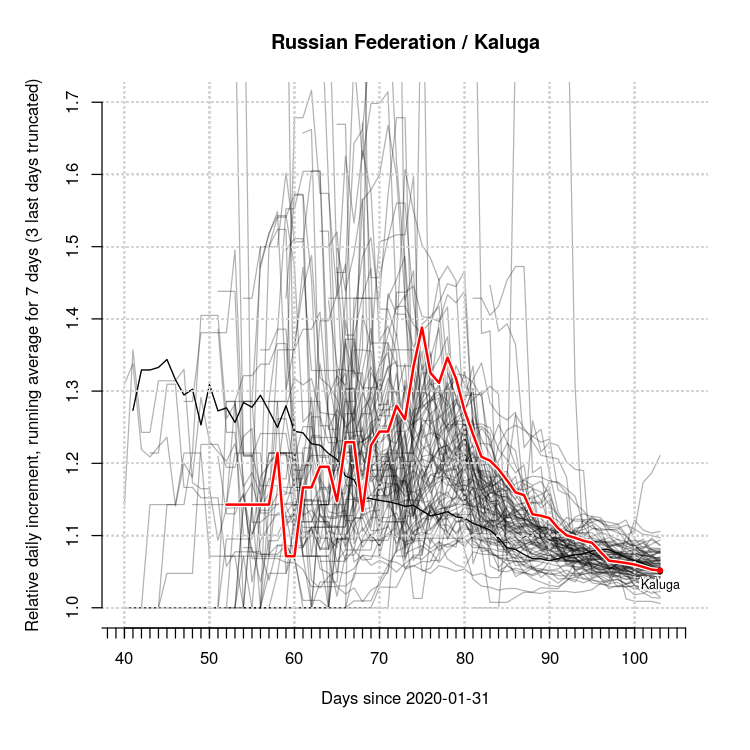 Russian Federation / Kaluga
Relative daily increment, running average for 7 days (3 last days truncated)
1.7
1.6
1.5
1.4
1.3
1.2
1.1
1.0
Kaluga
40 50 60 70 80 90 100
Days since 2020-01-31